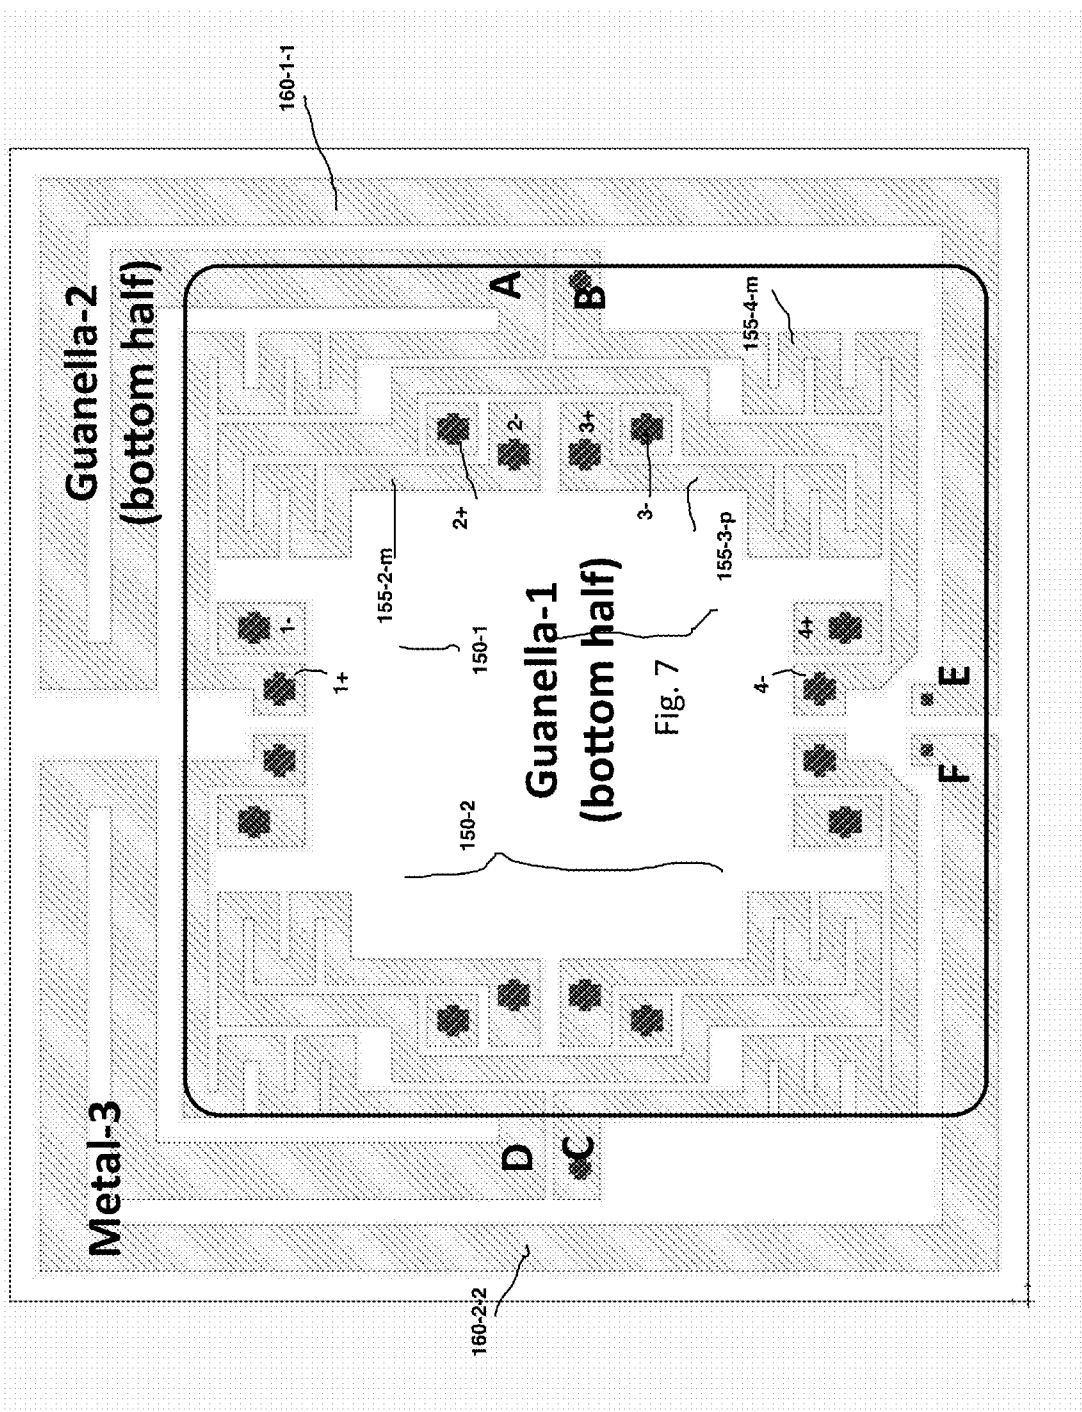 160-1-1
Guanella-2
(bottom half)
A
B
155-4-m
2-
3+
2+
3-
155-2-m
155-3-p
1-
1+
150-1
Guanella-1
(bottom half)
Fig. 7
4+
4-
E
F
150-2
Metal-3
D
C
160-2-2